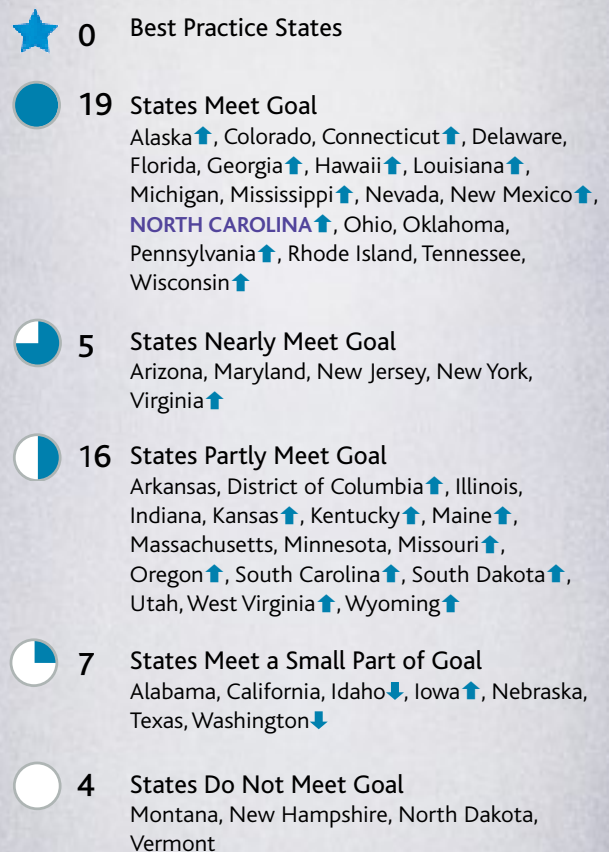 0 Best Practice States
19 States Meet Goal
Alaska⬆, Colorado, Connecticut⬆, Delaware,
Florida, Georgia⬆, Hawaii⬆, Louisiana⬆,
Michigan, Mississippi⬆, Nevada, New Mexico⬆,
NORTH CAROLINA⬆, Ohio, Oklahoma,
Pennsylvania⬆, Rhode Island, Tennessee,
Wisconsin⬆
5 States Nearly Meet Goal
Arizona, Maryland, New Jersey, New York,
Virginia⬆
16 States Partly Meet Goal
Arkansas, District of Columbia⬆, Illinois,
Indiana, Kansas⬆, Kentucky⬆, Maine⬆,
Massachusetts, Minnesota, Missouri⬆,
Oregon⬆, South Carolina⬆, South Dakota⬆,
Utah, West Virginia⬆, Wyoming⬆
7 States Meet a Small Part of Goal
Alabama, California, Idaho⬇, Iowa⬆, Nebraska,
Texas, Washington⬇
4 States Do Not Meet Goal
Montana, New Hampshire, North Dakota,
Vermont